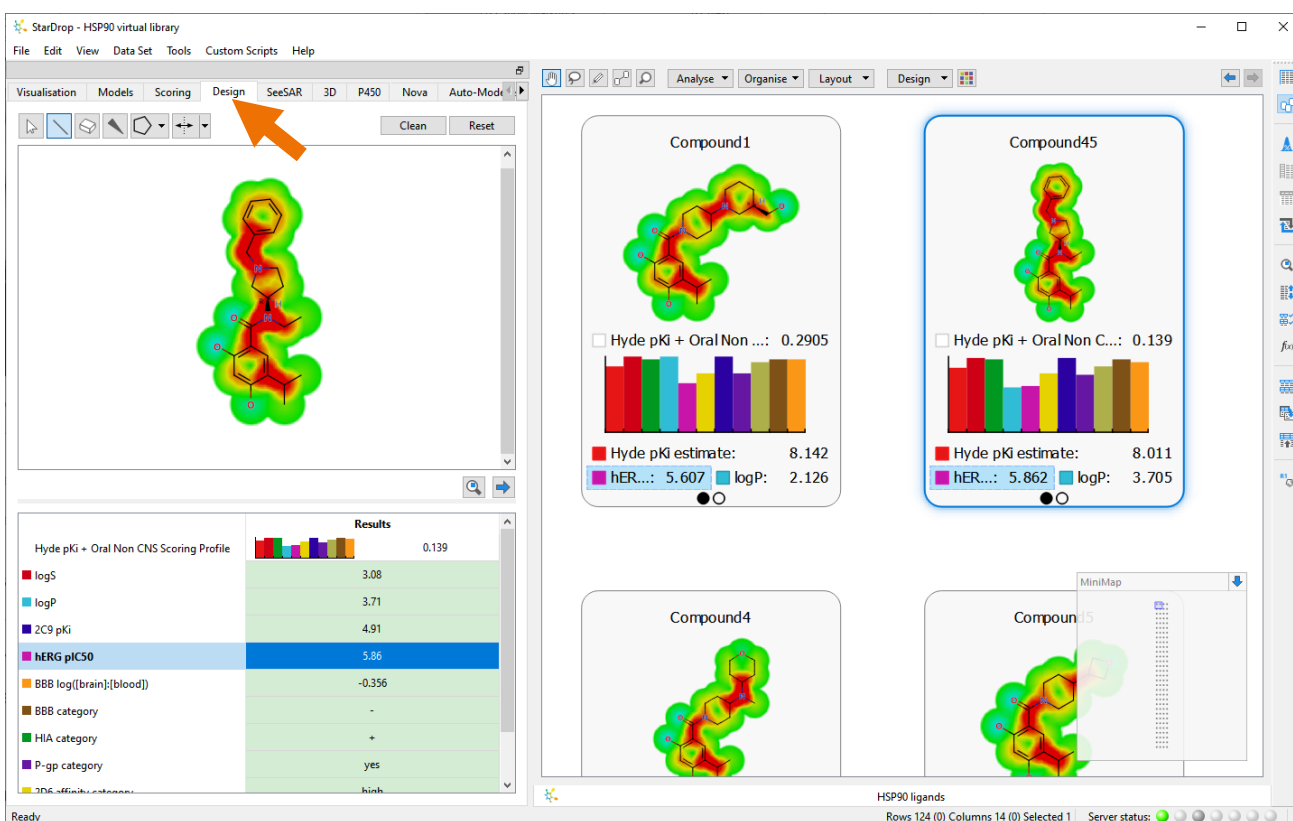 StarDrop - HSP90 virtual library
File Edit View Data Set Tools Custom Scripts Help
Visualisation Models Scoring Design SeeSAR 3D P450 Nova Auto-Mode
Clean Reset
Hyde pKi + Oral Non CNS Scoring Profile
Results
0.139
logS 3.08
logP 3.71
2C9 pKi 4.91
hERG pIC50 5.86
BBB log([brain]:[blood]) -0.356
BBB category -
HIA category +
P-gp category yes
2D6 affinity category high
Analyse Organise Layout Design
Compound1
Hyde pKi + Oral Non ...: 0.2905
Hyde pKi estimate: 8.142
hER...: 5.607 logP: 2.126
Compound45
Hyde pKi + Oral Non C...: 0.139
Hyde pKi estimate: 8.011
hER...: 5.862 logP: 3.705
Compound4
Compound5
MiniMap
HSP90 ligands
Ready
Rows 124 (0) Columns 14 (0) Selected 1 Server status: